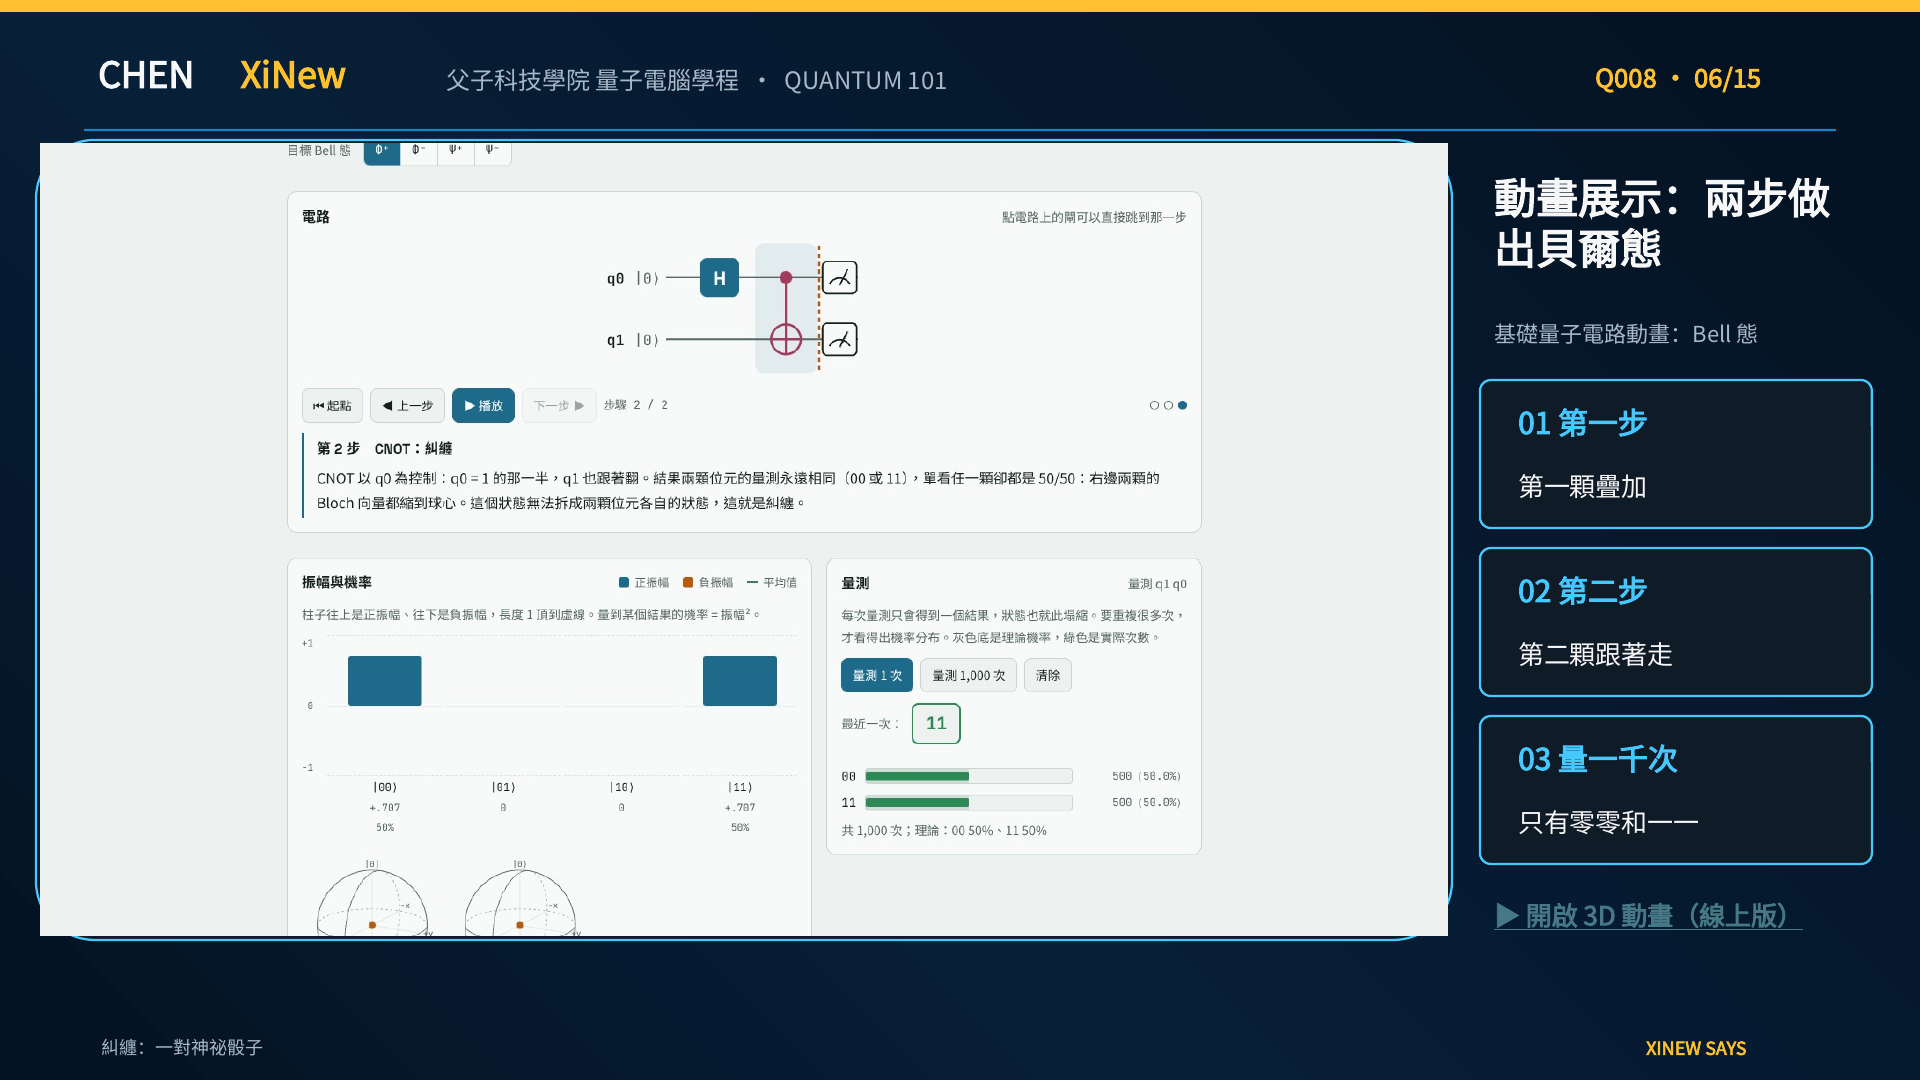 CHEN XiNew 父子科技學院 量子電腦學程 • QUANTUM 101 Q008 • 06/15
目標 Bell 態 Φ⁺ Φ⁻ Ψ⁺ Ψ⁻
電路 點電路上的閘可以直接跳到那一步
q0 |0⟩ H
q1 |0⟩
⏮ 起點 ◀ 上一步 ▶ 播放 下一步 ▶ 步驟 2 / 2
第 2 步 CNOT：糾纏
CNOT 以 q0 為控制：q0 = 1 的那一半，q1 也跟著翻。結果兩顆位元的量測永遠相同（00 或 11），單看任一顆卻都是 50/50：右邊兩顆的
Bloch 向量都縮到球心。這個狀態無法拆成兩顆位元各自的狀態，這就是糾纏。
振幅與機率 正振幅 負振幅 平均值
柱子往上是正振幅、往下是負振幅，長度 1 頂到虛線。量到某個結果的機率 = 振幅²。
+1
0
-1
|00⟩ |01⟩ |10⟩ |11⟩
+.707 0 0 +.707
50% 50%
|0⟩ |0⟩
-x -x
+y +y
量測 量測 q1 q0
每次量測只會得到一個結果，狀態也就此塌縮。要重複很多次，
才看得出機率分布。灰色底是理論機率，綠色是實際次數。
量測 1 次 量測 1,000 次 清除
最近一次： 11
00 500 (50.0%)
11 500 (50.0%)
共 1,000 次；理論：00 50%、11 50%
動畫展示：兩步做
出貝爾態
基礎量子電路動畫：Bell 態
01 第一步
第一顆疊加
02 第二步
第二顆跟著走
03 量一千次
只有零零和一一
▶ 開啟 3D 動畫（線上版）
糾纏：一對神祕骰子
XINEW SAYS